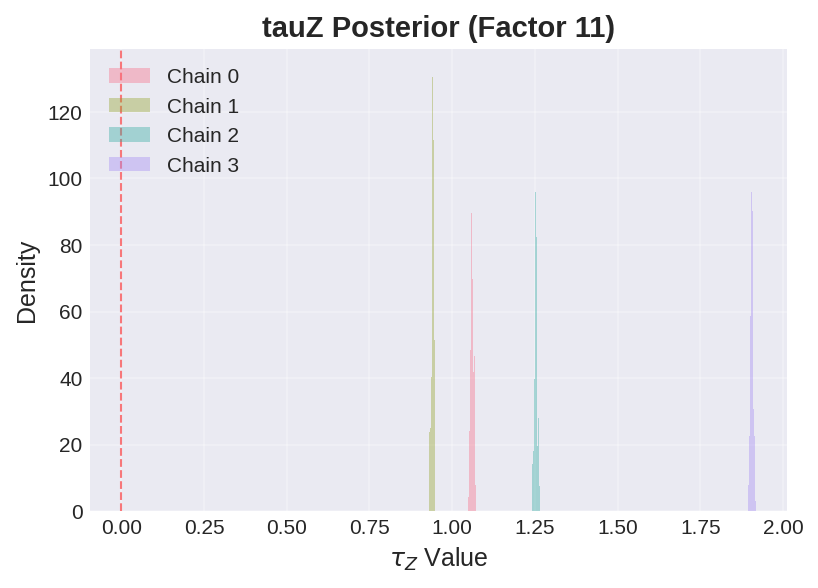 tauZ Posterior (Factor 11)
Chain 0
Chain 1
Chain 2
Chain 3
Density
120
100
80
60
40
20
0
0.00 0.25 0.50 0.75 1.00 1.25 1.50 1.75 2.00
τ_Z Value